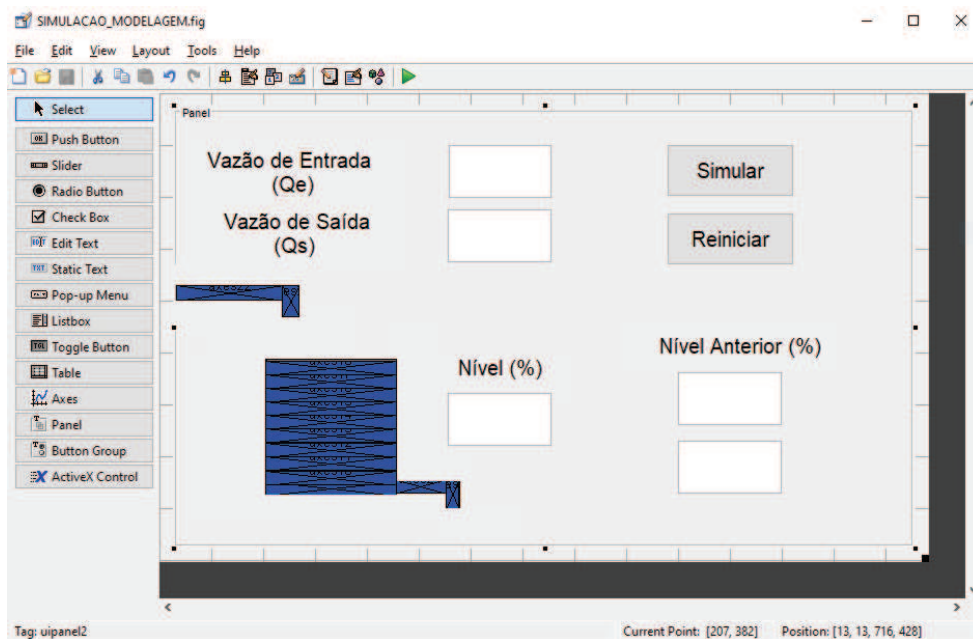 SIMULACAO_MODELAGEM.fig
File Edit View Layout Tools Help
Select
Push Button
Slider
Radio Button
Check Box
Edit Text
Static Text
Pop-up Menu
Listbox
Toggle Button
Table
Axes
Panel
Button Group
ActiveX Control
Panel
Vazão de Entrada
(Qe)
Simular
Vazão de Saída
(Qs)
Reiniciar
Nível (%)
Nível Anterior (%)
Tag: uipanel2
Current Point: [207, 382] Position: [13, 13, 716, 428]